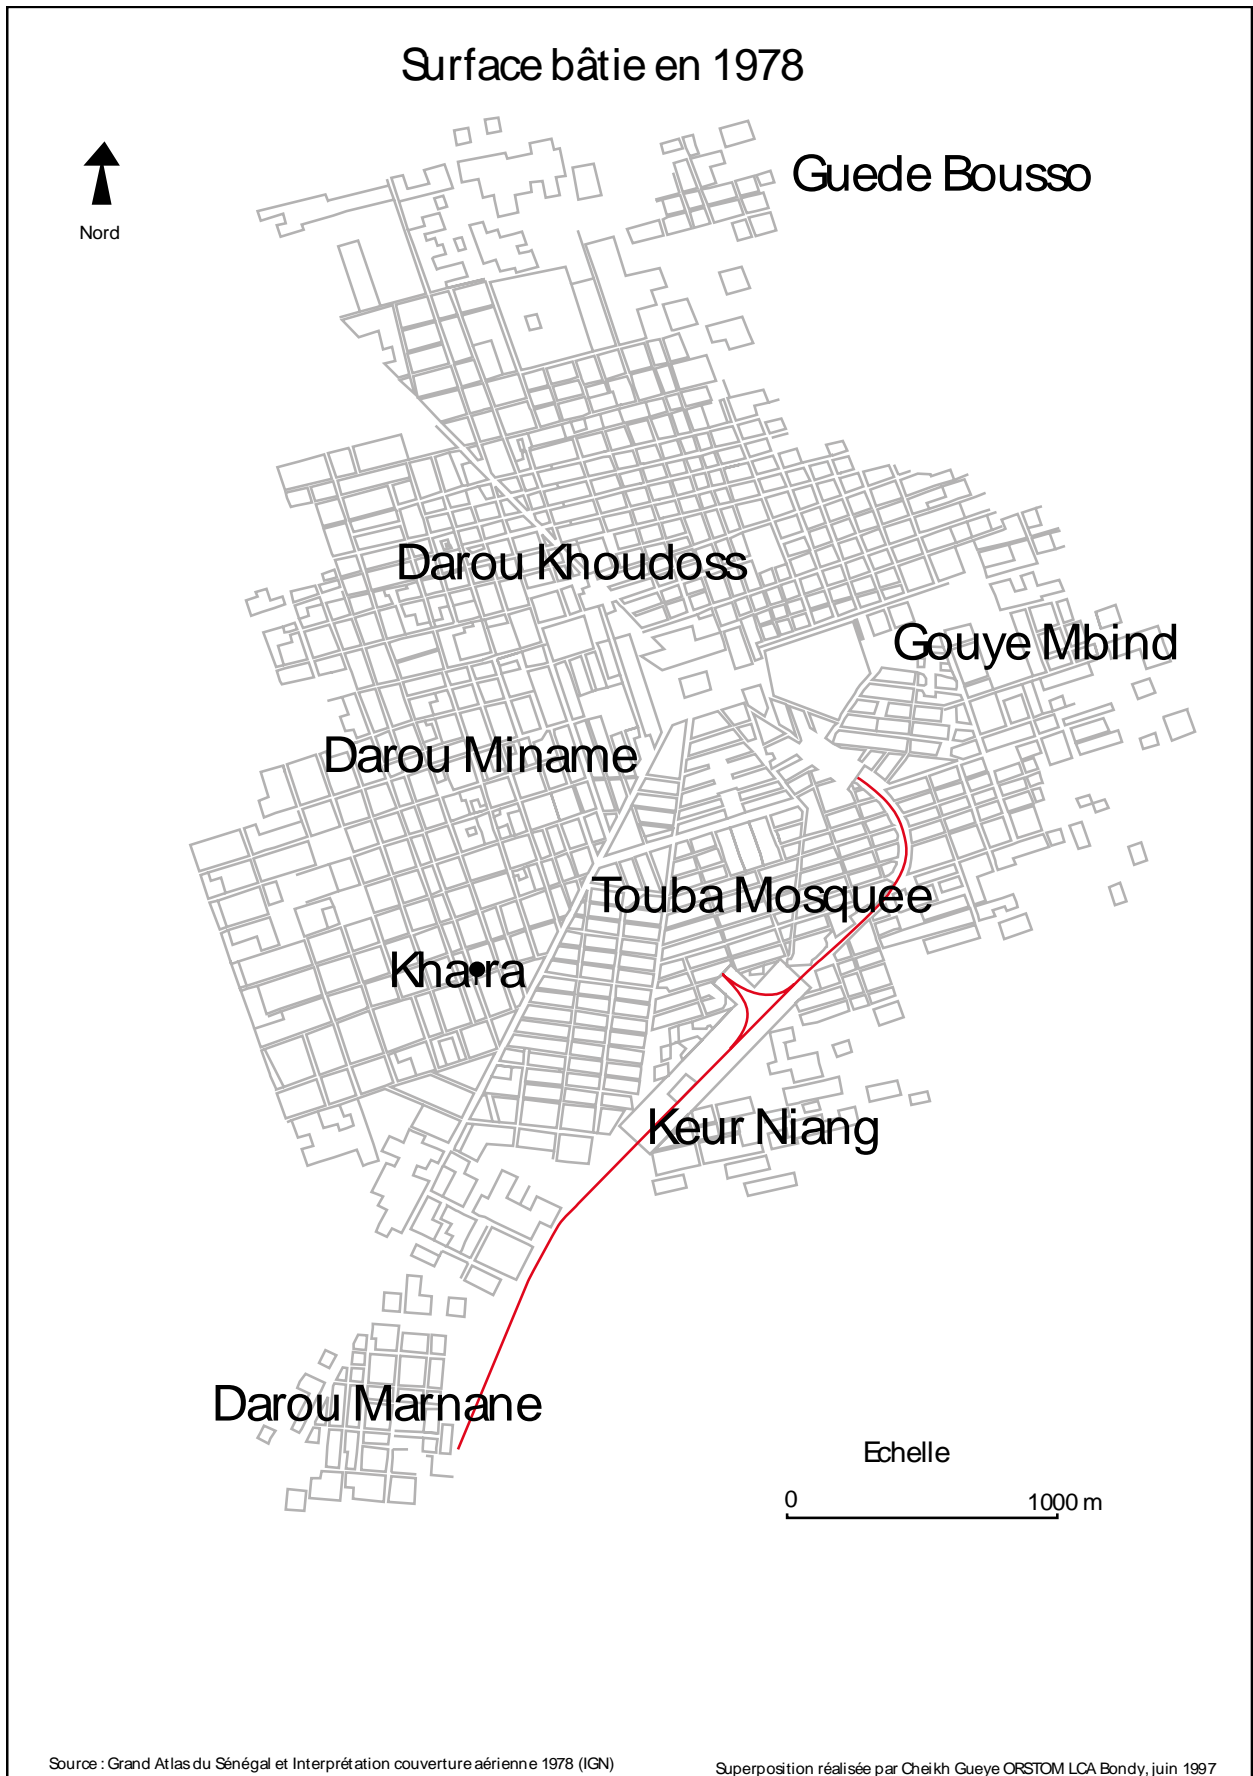 Surface bâtie en 1978
Guede Bousso
Nord
Darou Khoudoss
Gouye Mbind
Darou Miname
Touba Mosquee
Khaira
Keur Niang
Darou Marnane
Echelle
0 1000 m
Source : Grand Atlas du Sénégal et Interprétation couverture aérienne 1978 (IGN)
Superposition réalisée par Cheikh Gueye ORSTOM LCA Bondy, juin 1997